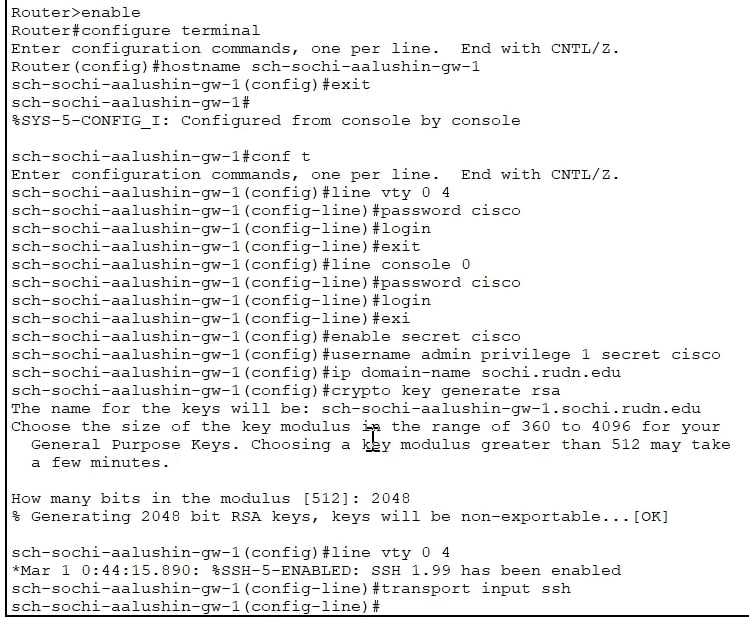 Router>enable
Router#configure terminal
Enter configuration commands, one per line.  End with CNTL/Z.
Router(config)#hostname sch-sochi-aalushin-gw-1
sch-sochi-aalushin-gw-1(config)#exit
sch-sochi-aalushin-gw-1#
%SYS-5-CONFIG_I: Configured from console by console

sch-sochi-aalushin-gw-1#conf t
Enter configuration commands, one per line.  End with CNTL/Z.
sch-sochi-aalushin-gw-1(config)#line vty 0 4
sch-sochi-aalushin-gw-1(config-line)#password cisco
sch-sochi-aalushin-gw-1(config-line)#login
sch-sochi-aalushin-gw-1(config-line)#exit
sch-sochi-aalushin-gw-1(config)#line console 0
sch-sochi-aalushin-gw-1(config-line)#password cisco
sch-sochi-aalushin-gw-1(config-line)#login
sch-sochi-aalushin-gw-1(config-line)#exi
sch-sochi-aalushin-gw-1(config)#enable secret cisco
sch-sochi-aalushin-gw-1(config)#username admin privilege 1 secret cisco
sch-sochi-aalushin-gw-1(config)#ip domain-name sochi.rudn.edu
sch-sochi-aalushin-gw-1(config)#crypto key generate rsa
The name for the keys will be: sch-sochi-aalushin-gw-1.sochi.rudn.edu
Choose the size of the key modulus in the range of 360 to 4096 for your
  General Purpose Keys. Choosing a key modulus greater than 512 may take
  a few minutes.

How many bits in the modulus [512]: 2048
% Generating 2048 bit RSA keys, keys will be non-exportable...[OK]

sch-sochi-aalushin-gw-1(config)#line vty 0 4
*Mar 1 0:44:15.890: %SSH-5-ENABLED: SSH 1.99 has been enabled
sch-sochi-aalushin-gw-1(config-line)#transport input ssh
sch-sochi-aalushin-gw-1(config-line)#